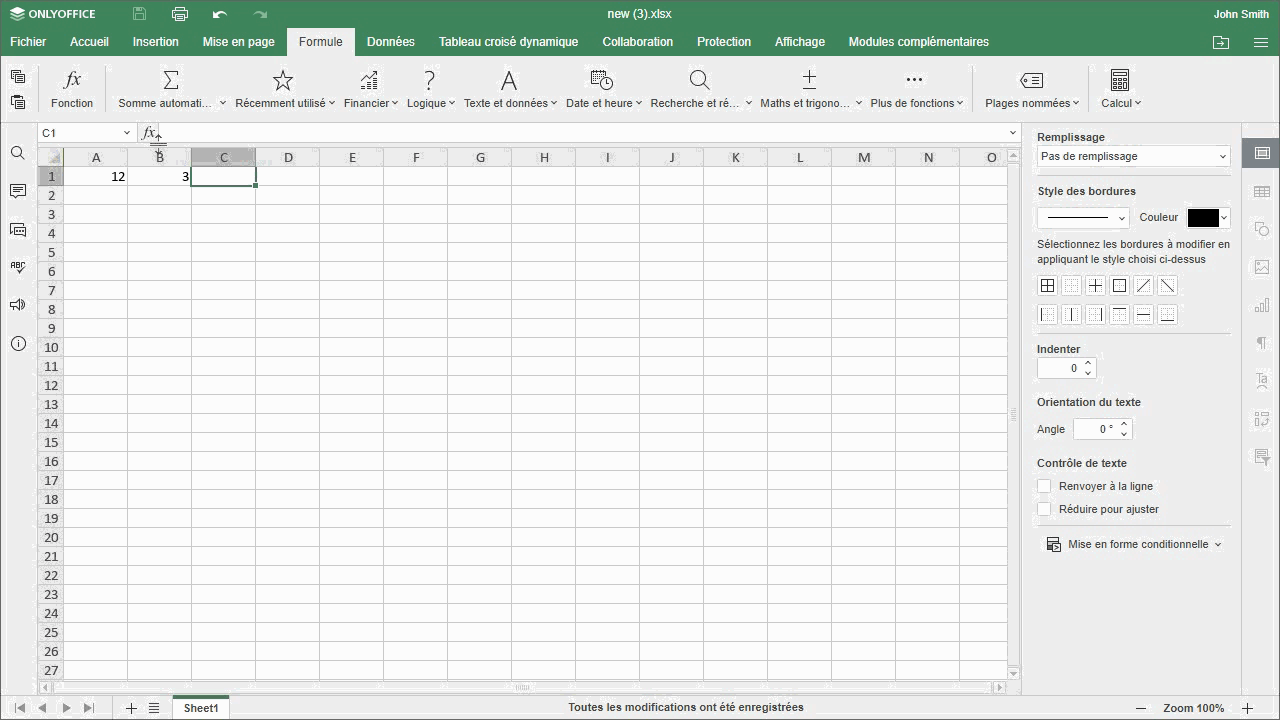 ONLYOFFICE
new (3).xlsx
John Smith
Fichier Accueil Insertion Mise en page Formule Données Tableau croisé dynamique Collaboration Protection Affichage Modules complémentaires
Fonction Somme automati... Récemment utilisé Financier Logique Texte et données Date et heure Recherche et ré... Maths et trigono... Plus de fonctions Plages nommées Calcul
C1 fx
A B C D E F G H I J K L M N O
1 12 3
2
3
4
5
6
7
8
9
10
11
12
13
14
15
16
17
18
19
20
21
22
23
24
25
26
27
Remplissage
Pas de remplissage
Style des bordures
Couleur
Sélectionnez les bordures à modifier en
appliquant le style choisi ci-dessus
Indenter
0
Orientation du texte
Angle 0 °
Contrôle de texte
Renvoyer à la ligne
Réduire pour ajuster
Mise en forme conditionnelle
Sheet1
Toutes les modifications ont été enregistrées
Zoom 100%